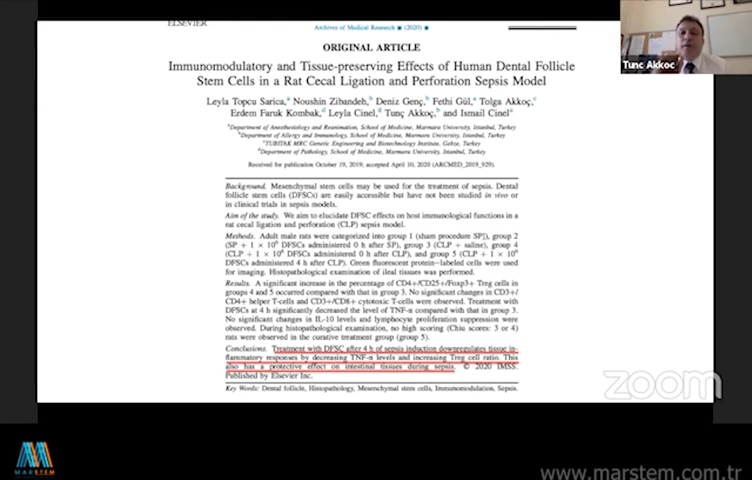 ELSEVIER
Archives of Medical Research ■ (2020) ■
ORIGINAL ARTICLE
Immunomodulatory and Tissue-preserving Effects of Human Dental Follicle
Stem Cells in a Rat Cecal Ligation and Perforation Sepsis Model
Leyla Topcu Sarica,a Noushin Zibandeh,b Deniz Genç,b Fethi Gül,a Tolga Akkoç,c
Erdem Faruk Kombak,d Leyla Cinel,d Tunç Akkoç,b and Ismail Cinela
aDepartment of Anesthesiology and Reanimation, School of Medicine, Marmara University, Istanbul, Turkey
bDepartment of Allergy and Immunology, School of Medicine, Marmara University, Istanbul, Turkey
cTUBITAK MRC Genetic Engineering and Biotechnology Institute, Gebze, Turkey
dDepartment of Pathology, School of Medicine, Marmara University, Istanbul, Turkey
Received for publication October 19, 2019; accepted April 10, 2020 (ARCMED_2019_929).
Background. Mesenchymal stem cells may be used for the treatment of sepsis. Dental
follicle stem cells (DFSCs) are easily accessible but have not been studied in vivo or
in clinical trials in sepsis models.
Aim of the study. We aim to elucidate DFSC effects on host immunological functions in a
rat cecal ligation and perforation (CLP) sepsis model.
Methods. Adult male rats were categorized into group 1 (sham procedure SP]), group 2
(SP + 1 × 10⁶ DFSCs administered 0 h after SP), group 3 (CLP + saline), group 4
(CLP + 1 × 10⁶ DFSCs administered 0 h after CLP), and group 5 (CLP + 1 × 10⁶
DFSCs administered 4 h after CLP). Green fluorescent protein–labeled cells were used
for imaging. Histopathological examination of ileal tissues was performed.
Results. A significant increase in the percentage of CD4+/CD25+/Foxp3+ Treg cells in
groups 4 and 5 occurred compared with that in group 3. No significant changes in CD3+/
CD4+ helper T-cells and CD3+/CD8+ cytotoxic T-cells were observed. Treatment with
DFSCs at 4 h significantly decreased the level of TNF-α compared with that in group 3.
No significant changes in IL-10 levels and lymphocyte proliferation suppression were
observed. During histopathological examination, no high scoring (Chiu scores: 3 or 4)
rats were observed in the curative treatment group (group 5).
Conclusions. Treatment with DFSC after 4 h of sepsis induction downregulates tissue in-
flammatory responses by decreasing TNF-α levels and increasing Treg cell ratio. This
also has a protective effect on intestinal tissues during sepsis. © 2020 IMSS.
Published by Elsevier Inc.
Key Words: Dental follicle, Histopathology, Mesenchymal stem cells, Immunomodulation, Sepsis.
Tunc Akkoc
zoom
MARSTEM
www.marstem.com.tr